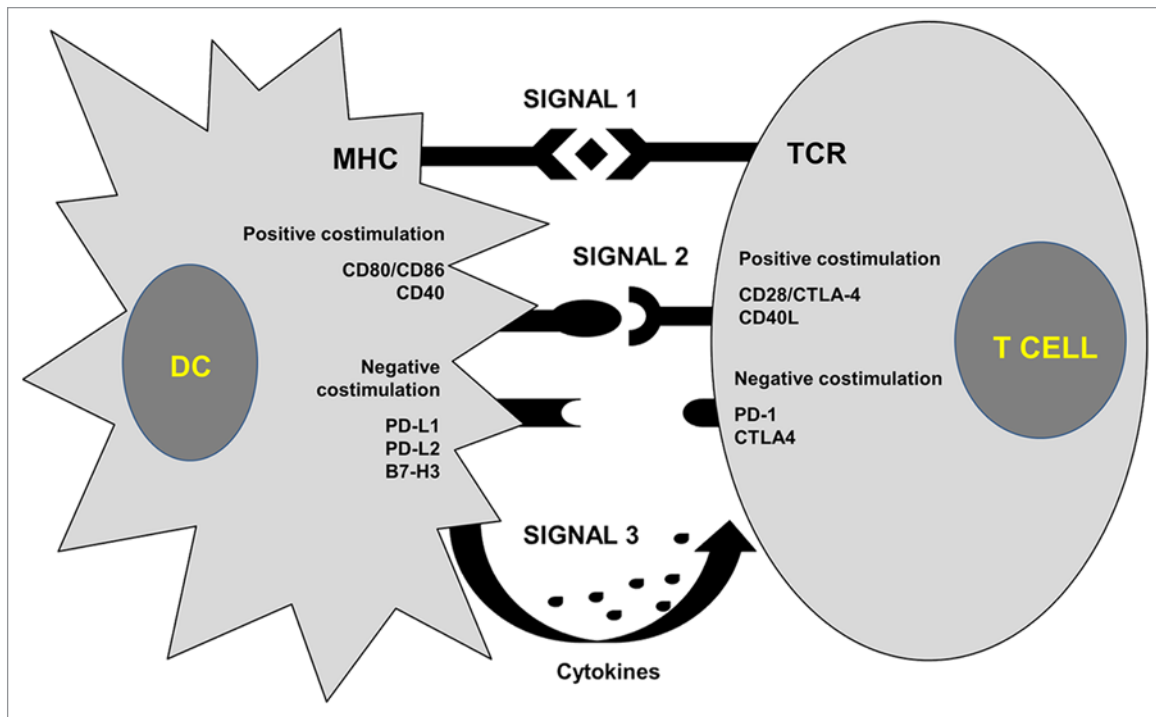 SIGNAL 1
MHC
TCR
Positive costimulation
CD80/CD86
CD40
SIGNAL 2
Positive costimulation
CD28/CTLA-4
CD40L
DC
T CELL
Negative
costimulation
PD-L1
PD-L2
B7-H3
Negative costimulation
PD-1
CTLA4
SIGNAL 3
Cytokines